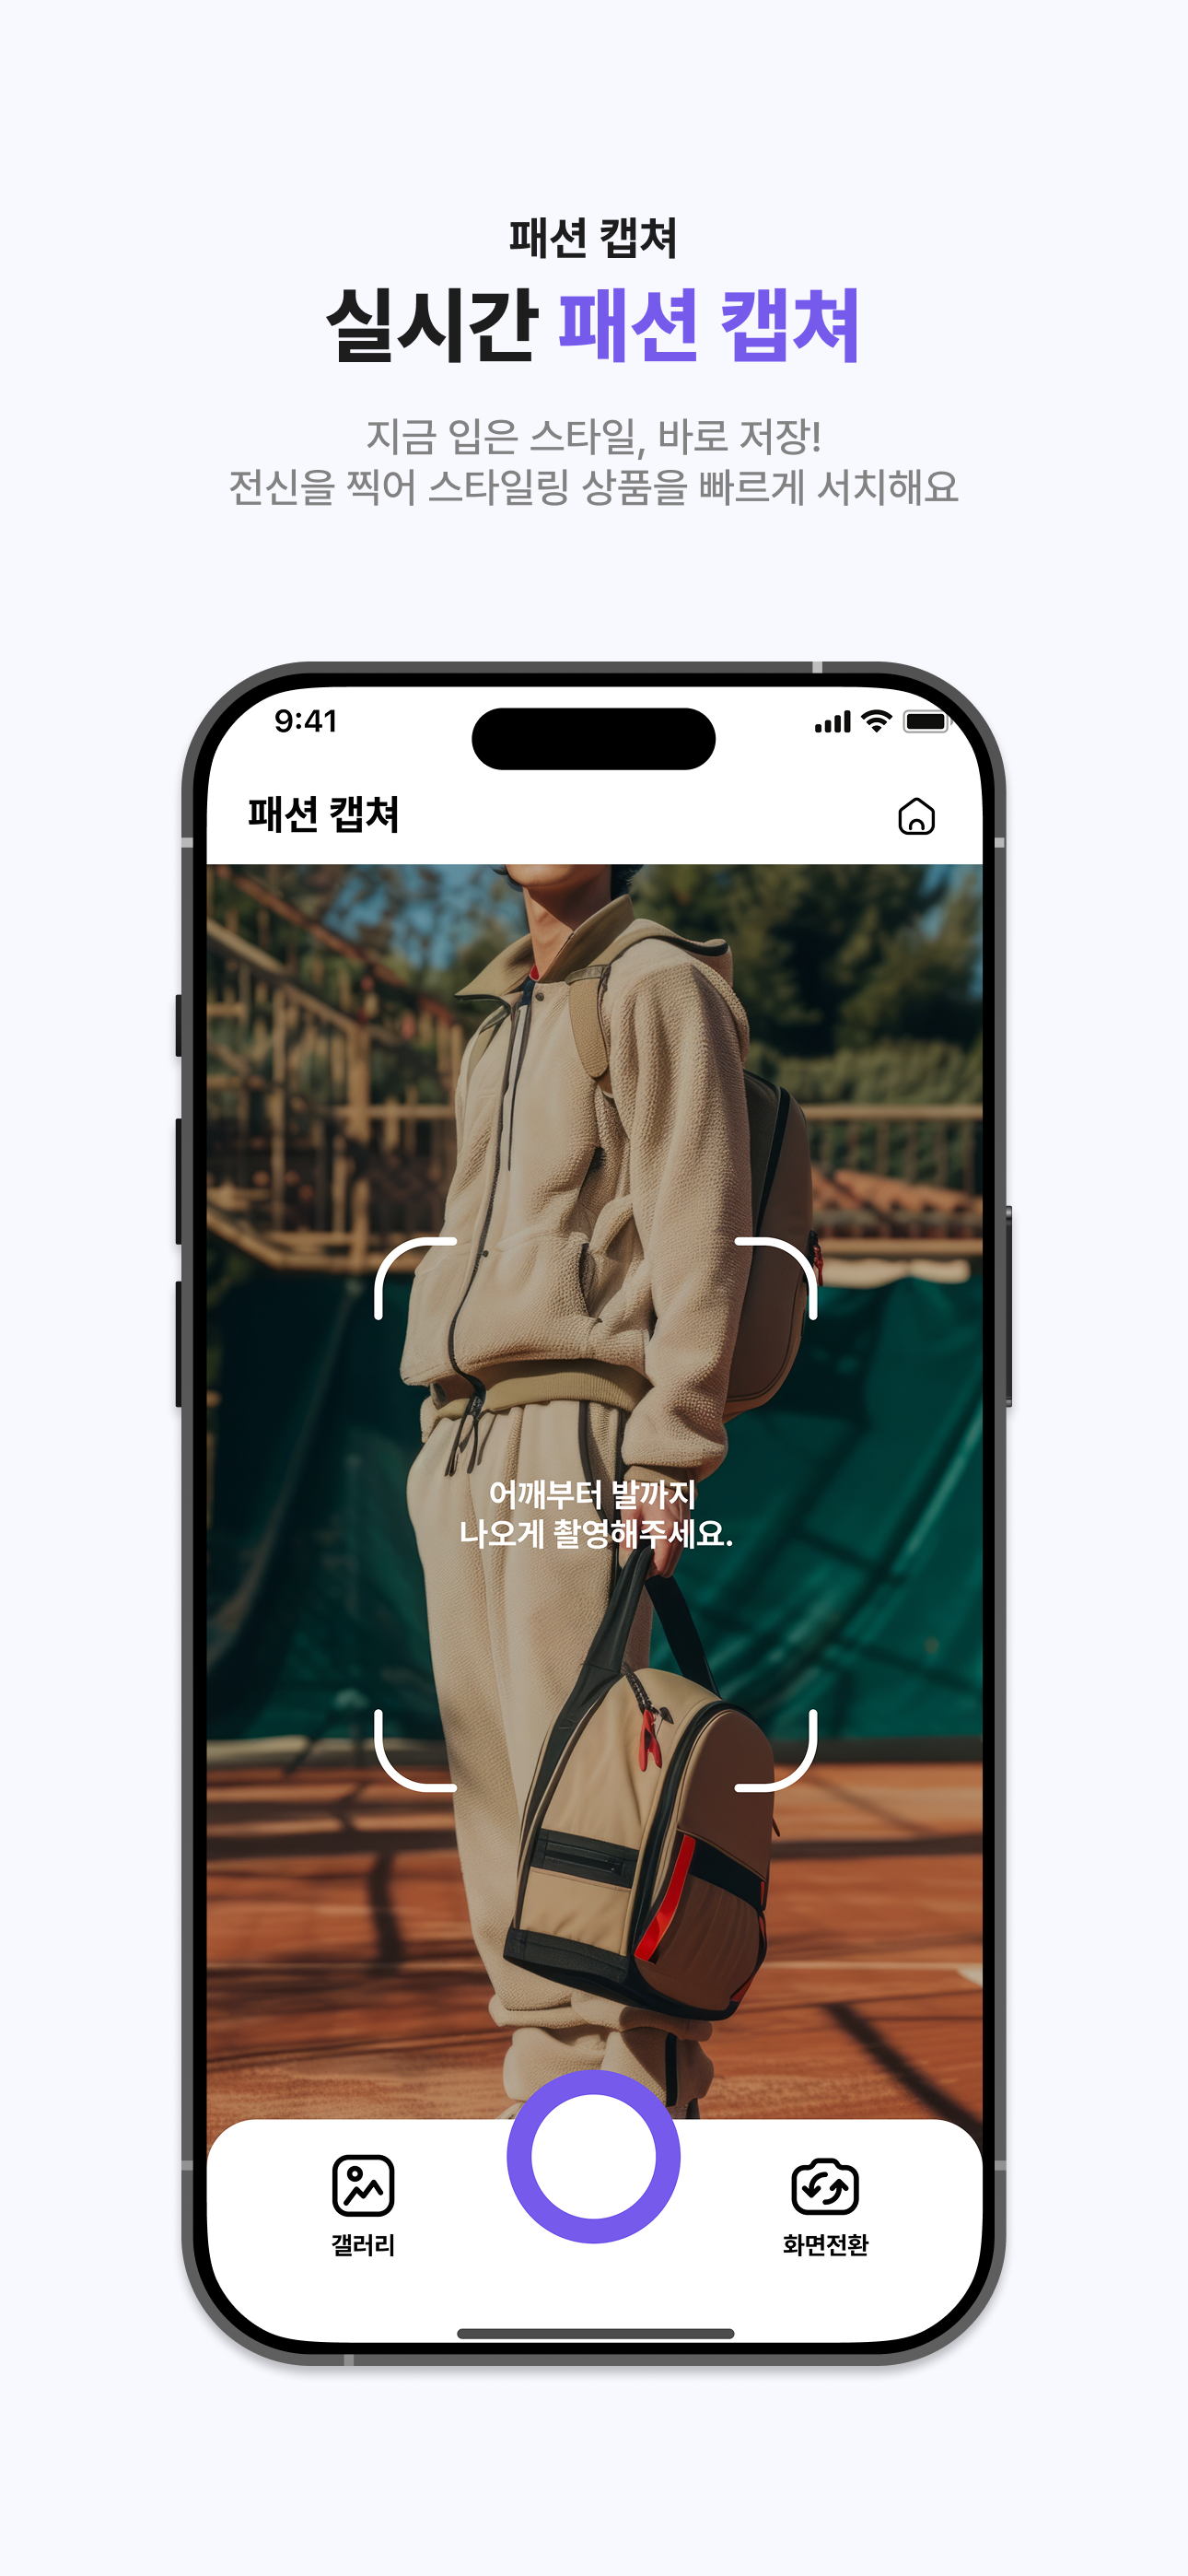 패션 캡쳐
실시간 패션 캡쳐
지금 입은 스타일, 바로 저장!
전신을 찍어 스타일링 상품을 빠르게 서치해요
9:41
패션 캡쳐
어깨부터 발까지
나오게 촬영해주세요.
갤러리
화면전환